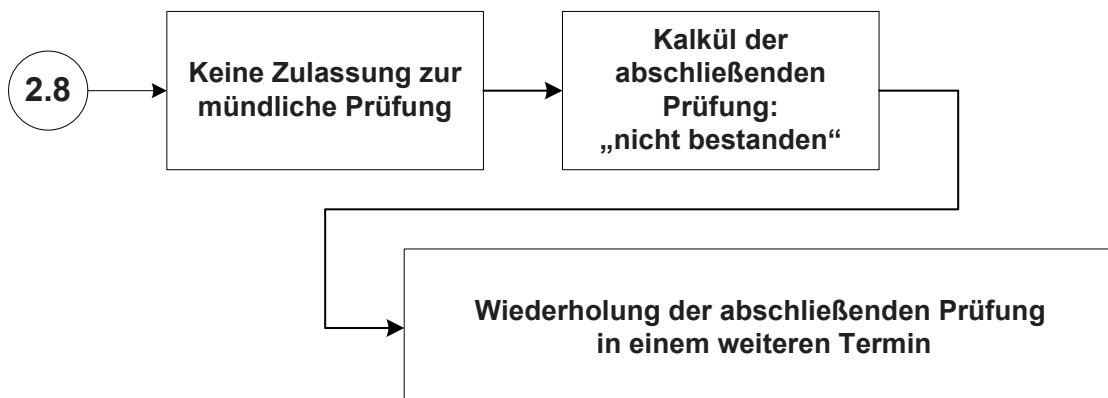 2.8
Keine Zulassung zur
mündliche Prüfung
Kalkül der
abschließenden
Prüfung:
„nicht bestanden“
Wiederholung der abschließenden Prüfung
in einem weiteren Termin